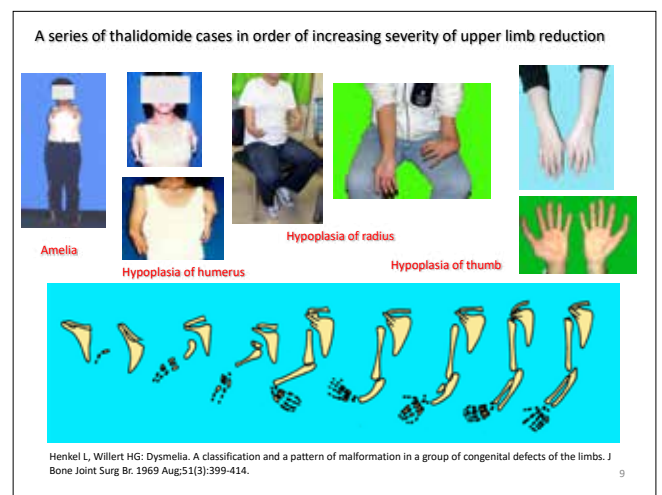 A series of thalidomide cases in order of increasing severity of upper limb reduction
Amelia
Hypoplasia of humerus
Hypoplasia of radius
Hypoplasia of thumb
Henkel L, Willert HG: Dysmelia. A classification and a pattern of malformation in a group of congenital defects of the limbs. J
Bone Joint Surg Br. 1969 Aug;51(3):399-414.
9